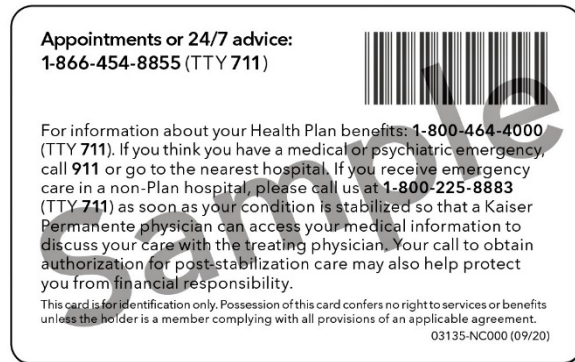 Appointments or 24/7 advice:
1-866-454-8855 (TTY 711)
For information about your Health Plan benefits: 1-800-464-4000
(TTY 711). If you think you have a medical or psychiatric emergency,
call 911 or go to the nearest hospital. If you receive emergency
care in a non-Plan hospital, please call us at 1-800-225-8883
(TTY 711) as soon as your condition is stabilized so that a Kaiser
Permanente physician can access your medical information to
discuss your care with the treating physician. Your call to obtain
authorization for post-stabilization care may also help protect
you from financial responsibility.
This card is for identification only. Possession of this card confers no right to services or benefits
unless the holder is a member complying with all provisions of an applicable agreement.
03135-NC000 (09/20)
Sample